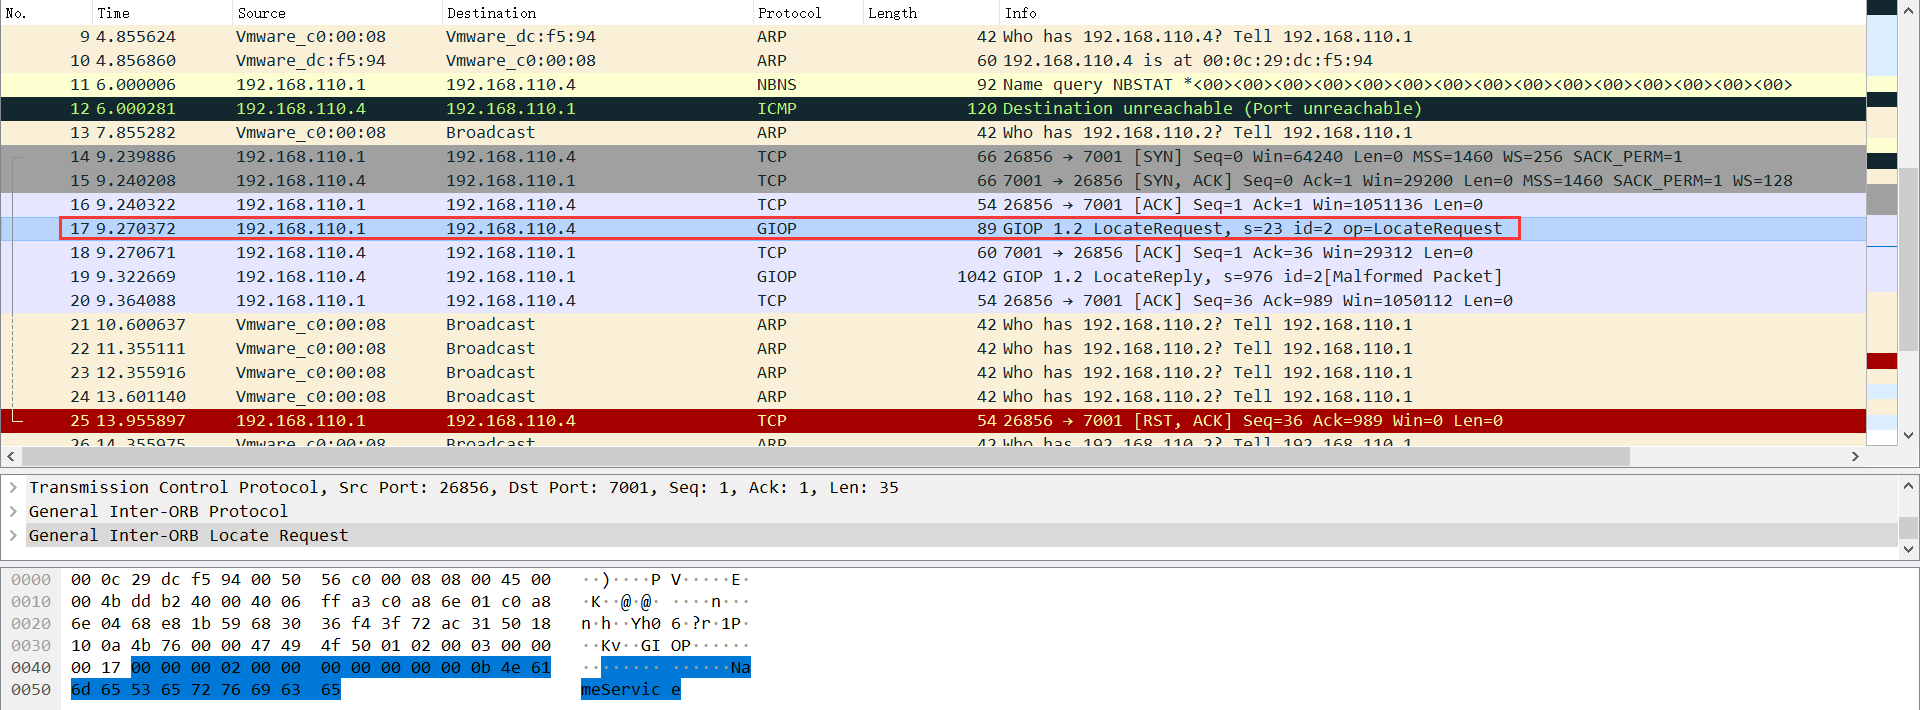 No. Time Source Destination Protocol Length Info
9 4.855624 Vmware_c0:00:08 Vmware_dc:f5:94 ARP 42 Who has 192.168.110.4? Tell 192.168.110.1
10 4.856860 Vmware_dc:f5:94 Vmware_c0:00:08 ARP 60 192.168.110.4 is at 00:0c:29:dc:f5:94
11 6.000006 192.168.110.1 192.168.110.4 NBNS 92 Name query NBSTAT *<00><00><00><00><00><00><00><00><00><00><00><00><00><00><00>
12 6.000281 192.168.110.4 192.168.110.1 ICMP 120 Destination unreachable (Port unreachable)
13 7.855282 Vmware_c0:00:08 Broadcast ARP 42 Who has 192.168.110.2? Tell 192.168.110.1
14 9.239886 192.168.110.1 192.168.110.4 TCP 66 26856 → 7001 [SYN] Seq=0 Win=64240 Len=0 MSS=1460 WS=256 SACK_PERM=1
15 9.240208 192.168.110.4 192.168.110.1 TCP 66 7001 → 26856 [SYN, ACK] Seq=0 Ack=1 Win=29200 Len=0 MSS=1460 SACK_PERM=1 WS=128
16 9.240322 192.168.110.1 192.168.110.4 TCP 54 26856 → 7001 [ACK] Seq=1 Ack=1 Win=1051136 Len=0
17 9.270372 192.168.110.1 192.168.110.4 GIOP 89 GIOP 1.2 LocateRequest, s=23 id=2 op=LocateRequest
18 9.270671 192.168.110.4 192.168.110.1 TCP 60 7001 → 26856 [ACK] Seq=1 Ack=36 Win=29312 Len=0
19 9.322669 192.168.110.4 192.168.110.1 GIOP 1042 GIOP 1.2 LocateReply, s=976 id=2[Malformed Packet]
20 9.364088 192.168.110.1 192.168.110.4 TCP 54 26856 → 7001 [ACK] Seq=36 Ack=989 Win=1050112 Len=0
21 10.600637 Vmware_c0:00:08 Broadcast ARP 42 Who has 192.168.110.2? Tell 192.168.110.1
22 11.355111 Vmware_c0:00:08 Broadcast ARP 42 Who has 192.168.110.2? Tell 192.168.110.1
23 12.355916 Vmware_c0:00:08 Broadcast ARP 42 Who has 192.168.110.2? Tell 192.168.110.1
24 13.601140 Vmware_c0:00:08 Broadcast ARP 42 Who has 192.168.110.2? Tell 192.168.110.1
25 13.955897 192.168.110.1 192.168.110.4 TCP 54 26856 → 7001 [RST, ACK] Seq=36 Ack=989 Win=0 Len=0
26 14.355975 Vmware_c0:00:08 Broadcast ARP 42 Who has 192.168.110.2? Tell 192.168.110.1
Transmission Control Protocol, Src Port: 26856, Dst Port: 7001, Seq: 1, Ack: 1, Len: 35
General Inter-ORB Protocol
General Inter-ORB Locate Request
0000 00 0c 29 dc f5 94 00 50 56 c0 00 08 08 00 45 00 ··)····P V·····E·
0010 00 4b dd b2 40 00 40 06 ff a3 c0 a8 6e 01 c0 a8 ·K··@·@· ····n···
0020 6e 04 68 e8 1b 59 68 30 36 f4 3f 72 ac 31 50 18 n·h··Yh0 6·?r·1P·
0030 10 0a 4b 76 00 00 47 49 4f 50 01 02 00 03 00 00 ··Kv··GI OP······
0040 00 17 00 00 00 02 00 00 00 00 00 00 00 0b 4e 61 ········ ······Na
0050 6d 65 53 65 72 76 69 63 65 meServic e